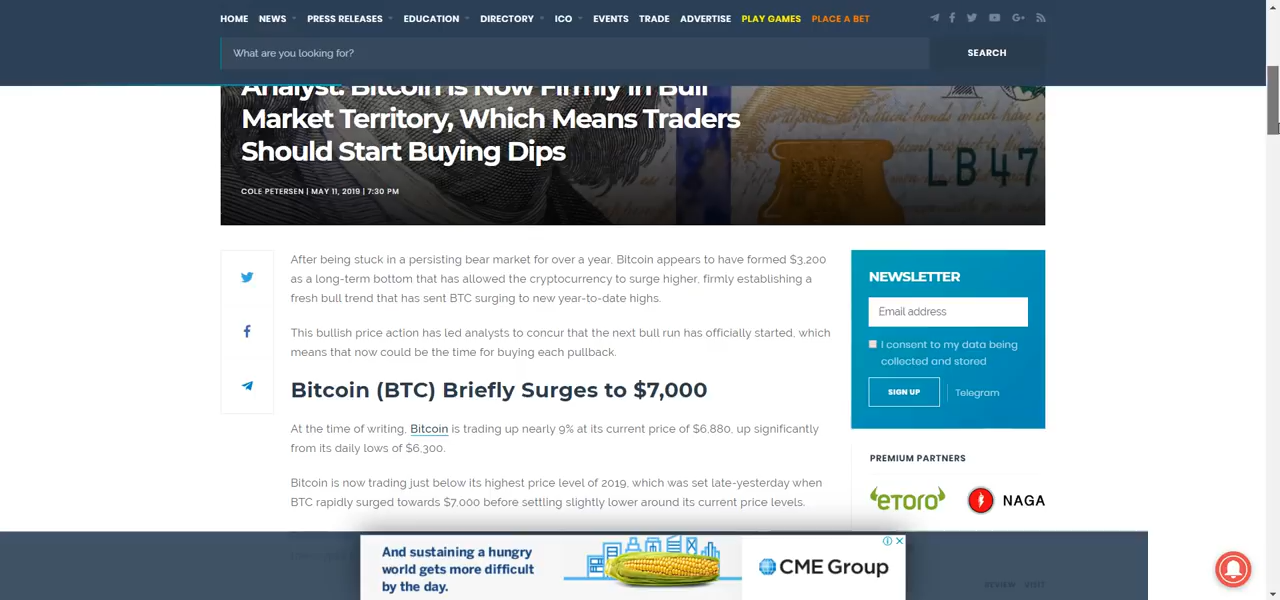 HOME NEWS PRESS RELEASES EDUCATION DIRECTORY ICO EVENTS TRADE ADVERTISE PLAY GAMES PLACE A BET
What are you looking for?
SEARCH
Analyst: Bitcoin is Now Firmly in Bull
Market Territory, Which Means Traders
Should Start Buying Dips
COLE PETERSEN | MAY 11, 2019 | 7:30 PM
LB47
After being stuck in a persisting bear market for over a year, Bitcoin appears to have formed $3,200
as a long-term bottom that has allowed the cryptocurrency to surge higher, firmly establishing a
fresh bull trend that has sent BTC surging to new year-to-date highs.
This bullish price action has led analysts to concur that the next bull run has officially started, which
means that now could be the time for buying each pullback.
Bitcoin (BTC) Briefly Surges to $7,000
At the time of writing, Bitcoin is trading up nearly 9% at its current price of $6,880, up significantly
from its daily lows of $6,300.
Bitcoin is now trading just below its highest price level of 2019, which was set late-yesterday when
BTC rapidly surged towards $7,000 before settling slightly lower around its current price levels.
NEWSLETTER
Email address
I consent to my data being
collected and stored
SIGN UP
Telegram
PREMIUM PARTNERS
etoro
NAGA
REVIEW VISIT
And sustaining a hungry
world gets more difficult
by the day.
CME Group